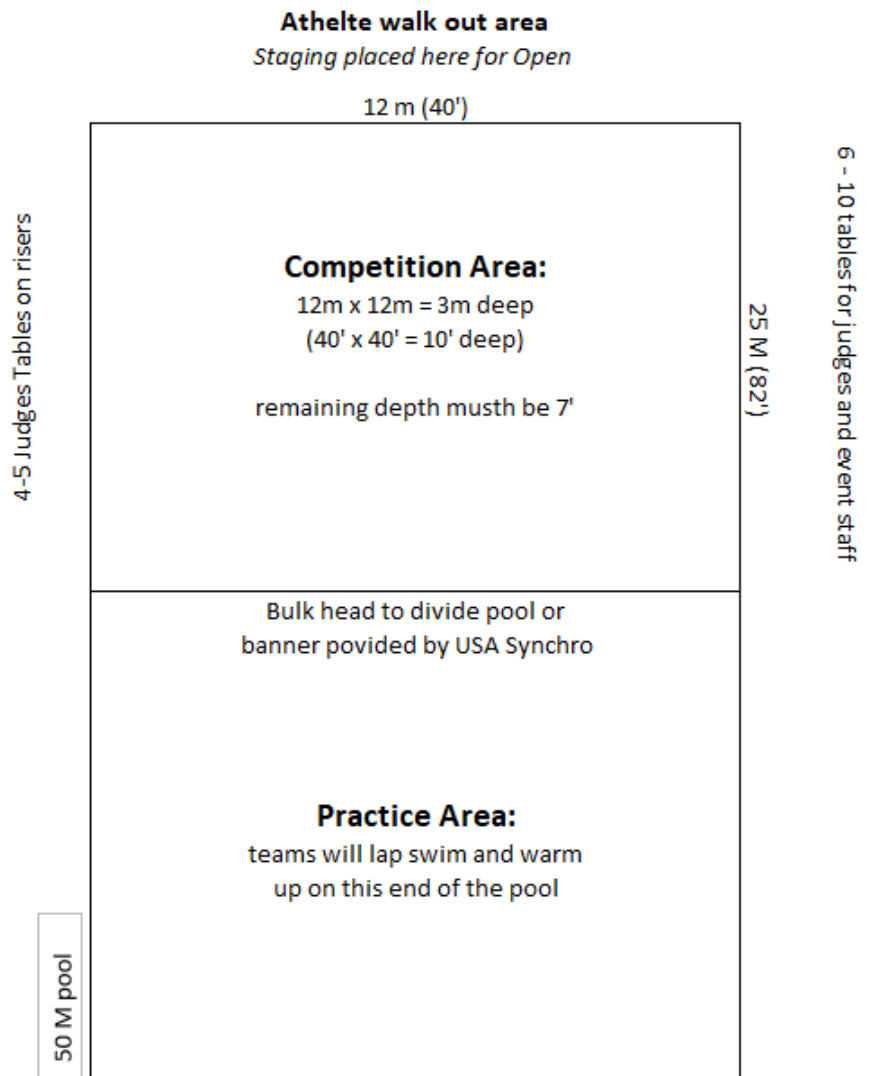 Athelte walk out area
Staging placed here for Open
12 m (40')
4-5 Judges Tables on risers
Competition Area:
12m x 12m = 3m deep
(40' x 40' = 10' deep)
remaining depth musth be 7'
25 M (82')
6 - 10 tables for judges and event staff
Bulk head to divide pool or
banner povided by USA Synchro
Practice Area:
teams will lap swim and warm
up on this end of the pool
50 M pool